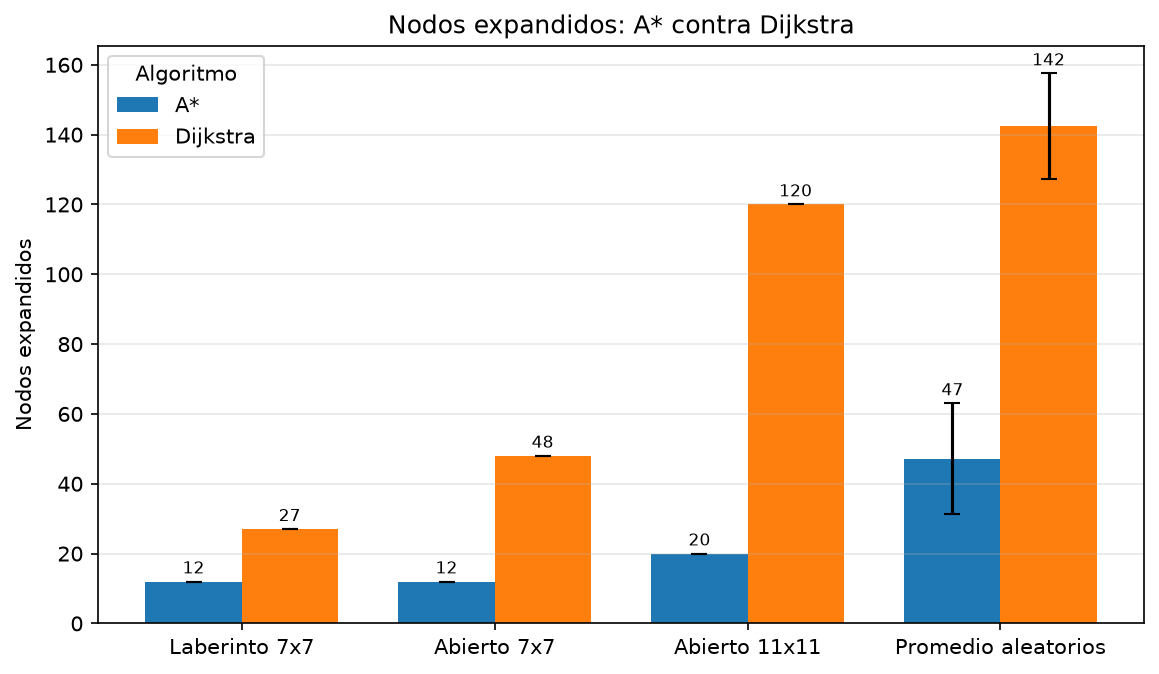 Nodos expandidos: A* contra Dijkstra
Algoritmo
A*
Dijkstra
Nodos expandidos
160
140
120
100
80
60
40
20
0
12
27
12
48
20
120
47
142
Laberinto 7x7
Abierto 7x7
Abierto 11x11
Promedio aleatorios